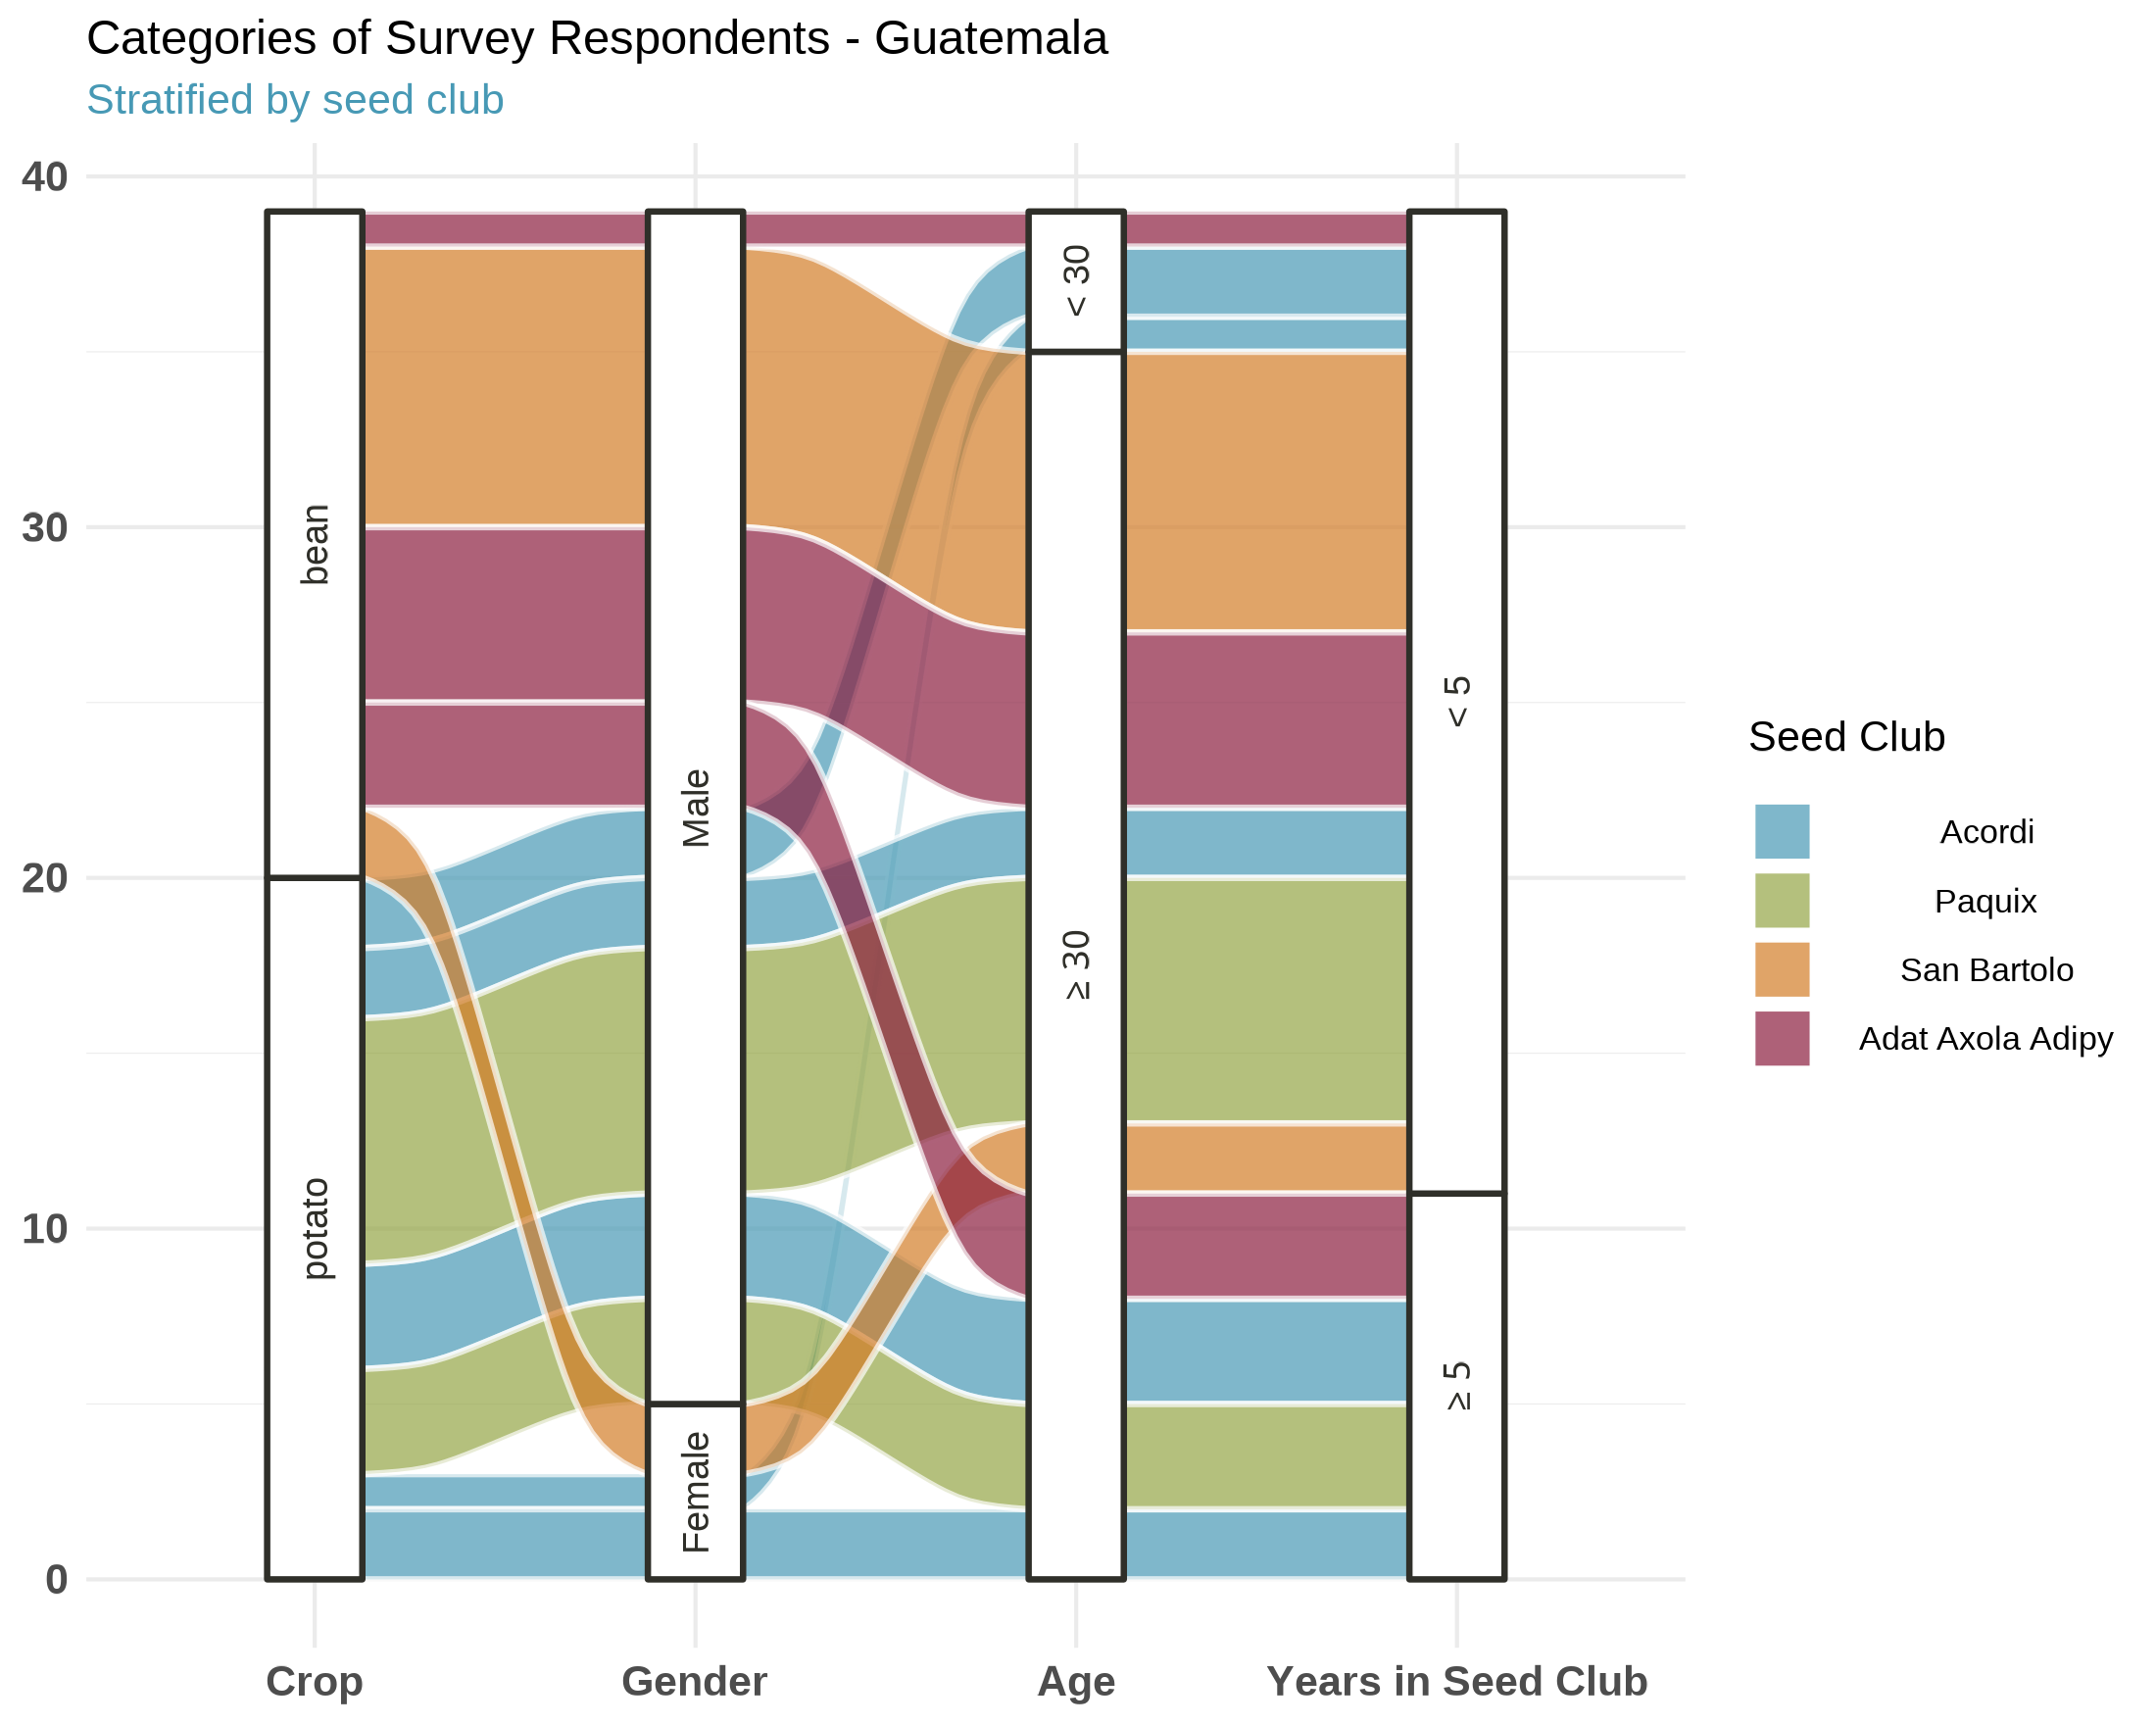 Categories of Survey Respondents - Guatemala
Stratified by seed club
40
30
20
10
0
bean
potato
Male
Female
< 30
≥ 30
< 5
≥ 5
Crop
Gender
Age
Years in Seed Club
Seed Club
Acordi
Paquix
San Bartolo
Adat Axola Adipy